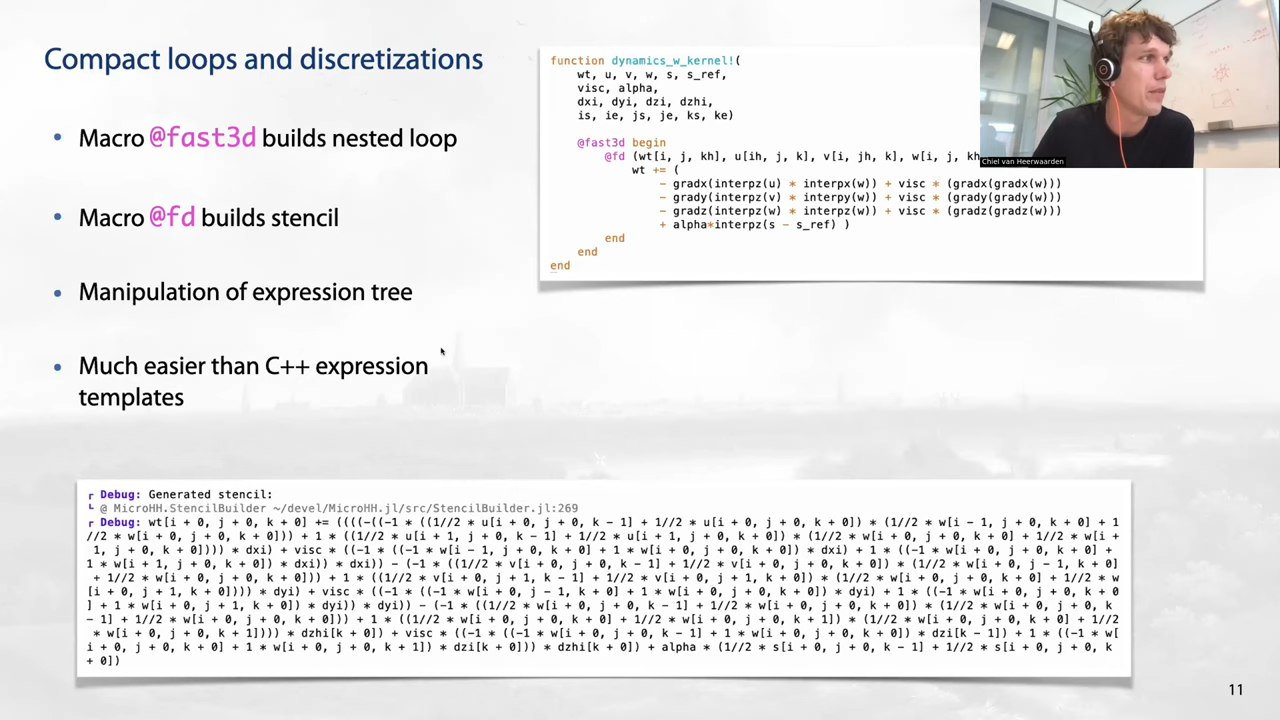 Compact loops and discretizations
• Macro @fast3d builds nested loop
• Macro @fd builds stencil
• Manipulation of expression tree
• Much easier than C++ expression
templates
function dynamics_w_kernel!(
wt, u, v, w, s, s_ref,
visc, alpha,
dxi, dyi, dzi, dzhi,
is, ie, js, je, ks, ke)
@fast3d begin
@fd (wt[i, j, kh], u[ih, j, k], v[i, jh, k], w[i, j, kh
wt += (
- gradx(interpz(u) * interpx(w)) + visc * (gradx(gradx(w)))
- grady(interpz(v) * interpy(w)) + visc * (grady(grady(w)))
- gradz(interpz(w) * interpz(w)) + visc * (gradz(gradz(w)))
+ alpha*interpz(s - s_ref) )
end
end
end
Chiel van Heerwaarden
┌ Debug: Generated stencil:
└ @ MicroHH.StencilBuilder ~/devel/MicroHH.jl/src/StencilBuilder.jl:269
┌ Debug: wt[i + 0, j + 0, k + 0] += ((((-((-1 * ((1//2 * u[i + 0, j + 0, k - 1] + 1//2 * u[i + 0, j + 0, k + 0]) * (1//2 * w[i - 1, j + 0, k + 0] + 1
//2 * w[i + 0, j + 0, k + 0])) + 1 * ((1//2 * u[i + 1, j + 0, k - 1] + 1//2 * u[i + 1, j + 0, k + 0]) * (1//2 * w[i + 0, j + 0, k + 0] + 1//2 * w[i +
1, j + 0, k + 0]))) * dxi) + visc * ((-1 * ((-1 * w[i - 1, j + 0, k + 0] + 1 * w[i + 0, j + 0, k + 0]) * dxi) + 1 * ((-1 * w[i + 0, j + 0, k + 0] +
1 * w[i + 1, j + 0, k + 0]) * dxi)) * dxi)) - (-1 * ((1//2 * v[i + 0, j + 0, k - 1] + 1//2 * v[i + 0, j + 0, k + 0]) * (1//2 * w[i + 0, j - 1, k + 0]
+ 1//2 * w[i + 0, j + 0, k + 0])) + 1 * ((1//2 * v[i + 0, j + 1, k - 1] + 1//2 * v[i + 0, j + 1, k + 0]) * (1//2 * w[i + 0, j + 0, k + 0] + 1//2 * w
[i + 0, j + 1, k + 0]))) * dyi) + visc * ((-1 * ((-1 * w[i + 0, j - 1, k + 0] + 1 * w[i + 0, j + 0, k + 0]) * dyi) + 1 * ((-1 * w[i + 0, j + 0, k + 0
] + 1 * w[i + 0, j + 1, k + 0]) * dyi)) * dyi)) - (-1 * ((1//2 * w[i + 0, j + 0, k - 1] + 1//2 * w[i + 0, j + 0, k + 0]) * (1//2 * w[i + 0, j + 0, k
- 1] + 1//2 * w[i + 0, j + 0, k + 0])) + 1 * ((1//2 * w[i + 0, j + 0, k + 0] + 1//2 * w[i + 0, j + 0, k + 1]) * (1//2 * w[i + 0, j + 0, k + 0] + 1//2
* w[i + 0, j + 0, k + 1]))) * dzhi[k + 0]) + visc * ((-1 * ((-1 * w[i + 0, j + 0, k - 1] + 1 * w[i + 0, j + 0, k + 0]) * dzi[k - 1]) + 1 * ((-1 * w[
i + 0, j + 0, k + 0] + 1 * w[i + 0, j + 0, k + 1]) * dzi[k + 0])) * dzhi[k + 0]) + alpha * (1//2 * s[i + 0, j + 0, k - 1] + 1//2 * s[i + 0, j + 0, k
+ 0])
11